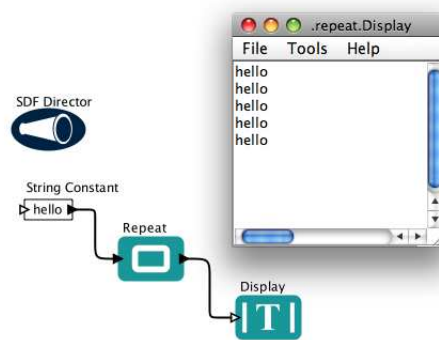 .repeat.Display
File Tools Help
hello
hello
hello
hello
hello
SDF Director
String Constant
hello
Repeat
Display
T